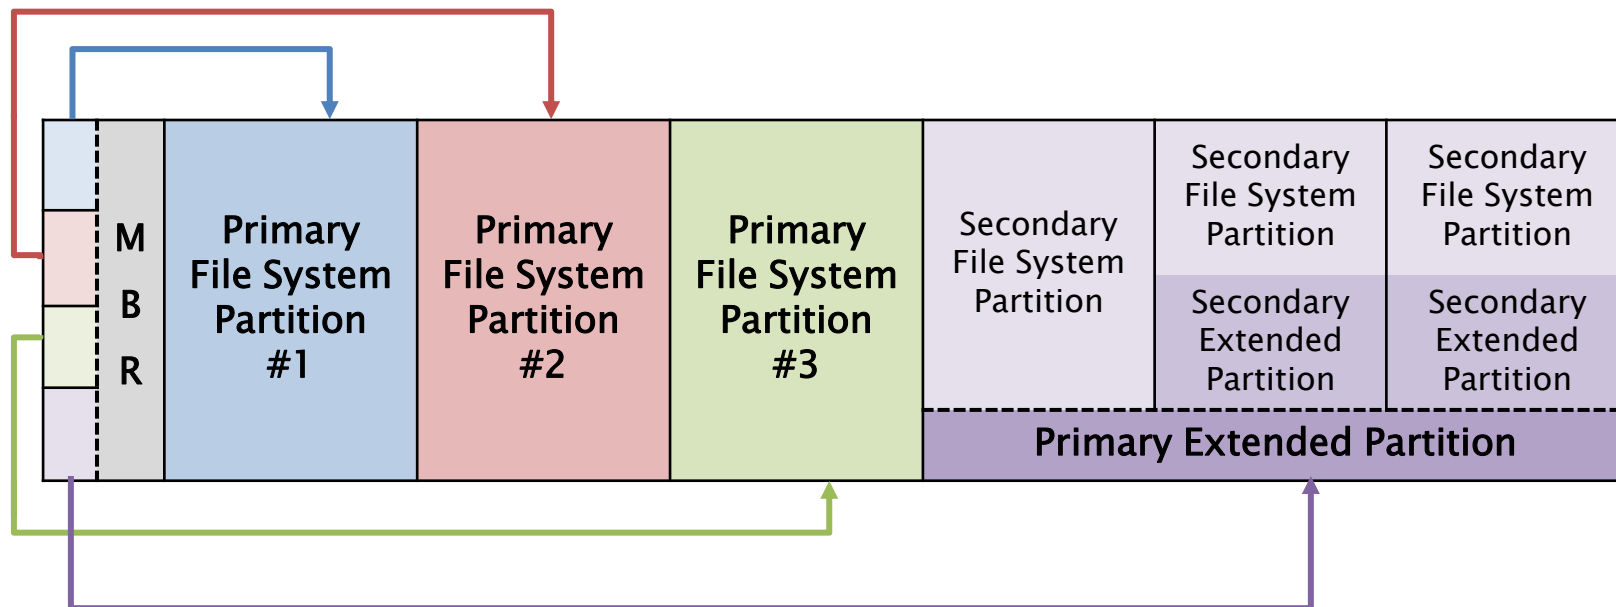 M
B
R
Primary
File System
Partition
#1
Primary
File System
Partition
#2
Primary
File System
Partition
#3
Secondary
File System
Partition
Secondary
File System
Partition
Secondary
Extended
Partition
Secondary
File System
Partition
Secondary
Extended
Partition
Primary Extended Partition